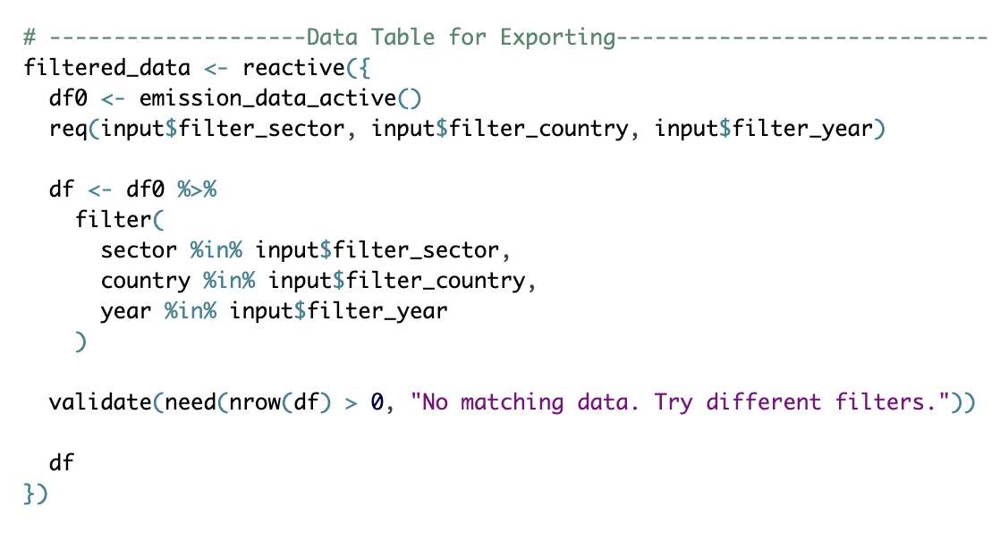 # --------------------Data Table for Exporting-----------------------------
filtered_data <- reactive({
  df0 <- emission_data_active()
  req(input$filter_sector, input$filter_country, input$filter_year)

  df <- df0 %>%
    filter(
      sector %in% input$filter_sector,
      country %in% input$filter_country,
      year %in% input$filter_year
    )

  validate(need(nrow(df) > 0, "No matching data. Try different filters."))

  df
})